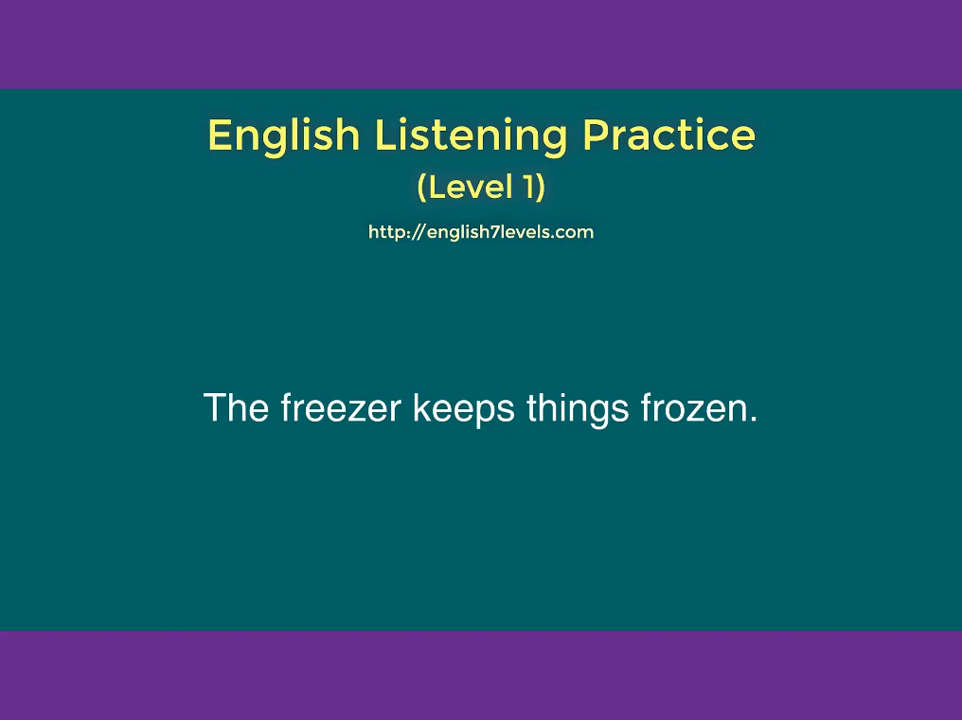 English Listening Practice
(Level 1)
http://english7levels.com
The freezer keeps things frozen.